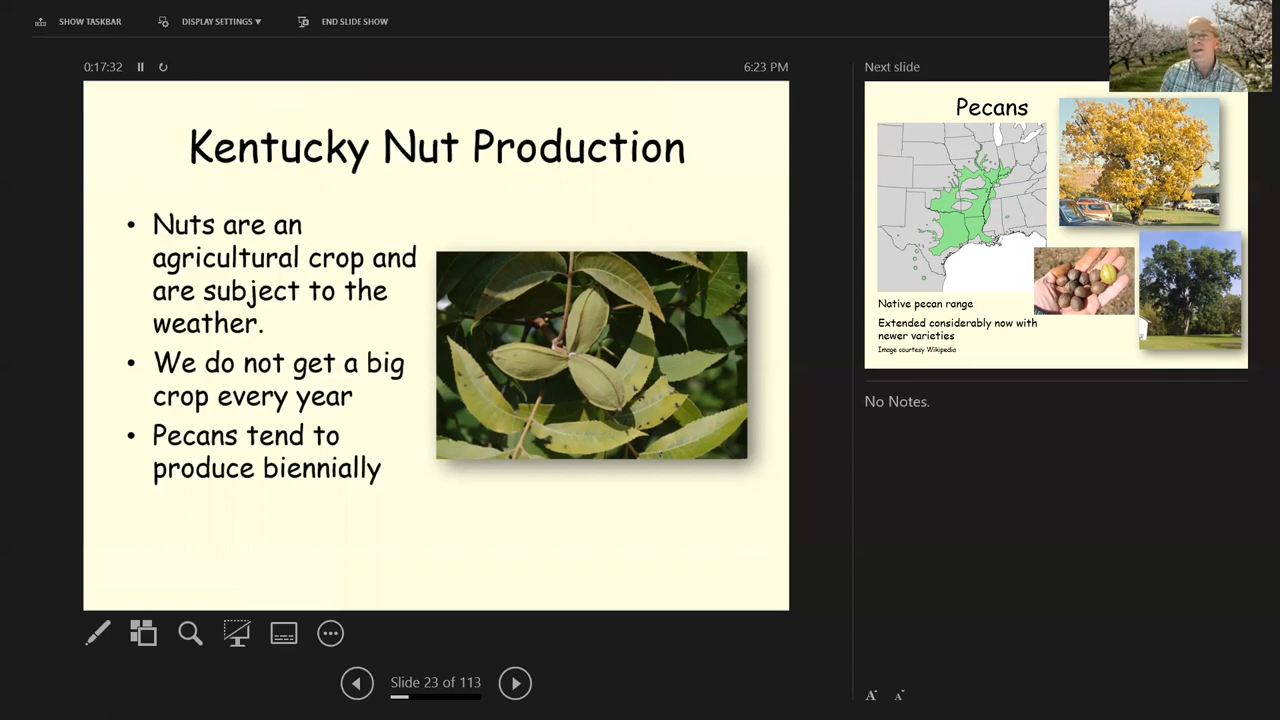 SHOW TASKBAR
DISPLAY SETTINGS ▼
END SLIDE SHOW
0:17:32
6:23 PM
Kentucky Nut Production
• Nuts are an
agricultural crop and
are subject to the
weather.
• We do not get a big
crop every year
• Pecans tend to
produce biennially
Slide 23 of 113
Next slide
Pecans
Native pecan range
Extended considerably now with
newer varieties
Image courtesy Wikipedia
No Notes.
A A